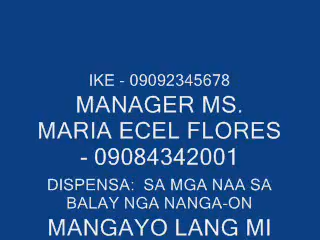 IKE - 09092345678
MANAGER MS.
MARIA ECEL FLORES
- 09084342001
DISPENSA:  SA MGA NAA SA
BALAY NGA NANGA-ON
MANGAYO LANG MI